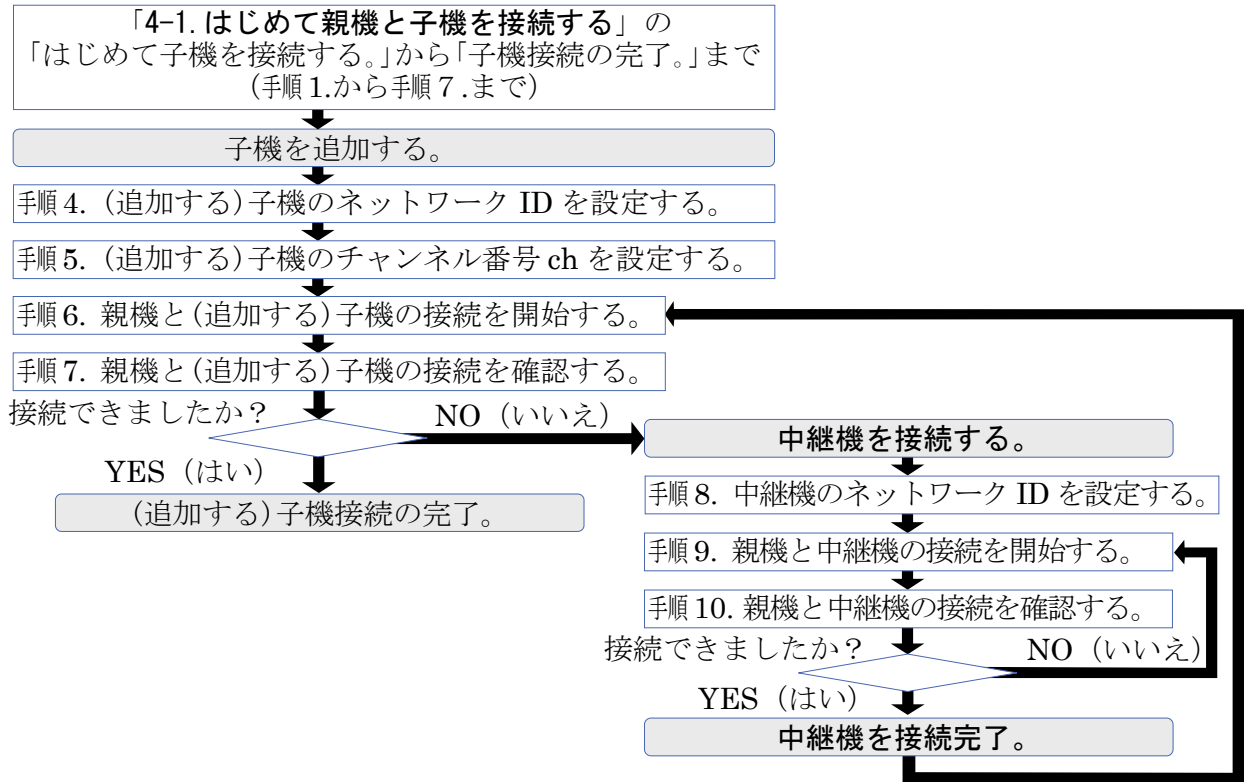 「4-1. はじめて親機と子機を接続する」の
「はじめて子機を接続する。」から「子機接続の完了。」まで
(手順1.から手順7.まで)
子機を追加する。
手順4. (追加する)子機のネットワーク ID を設定する。
手順5. (追加する)子機のチャンネル番号 ch を設定する。
手順6. 親機と(追加する)子機の接続を開始する。
手順7. 親機と(追加する)子機の接続を確認する。
接続できましたか？
NO（いいえ）
YES（はい）
(追加する)子機接続の完了。
中継機を接続する。
手順8. 中継機のネットワーク ID を設定する。
手順9. 親機と中継機の接続を開始する。
手順10. 親機と中継機の接続を確認する。
接続できましたか？
NO（いいえ）
YES（はい）
中継機を接続完了。